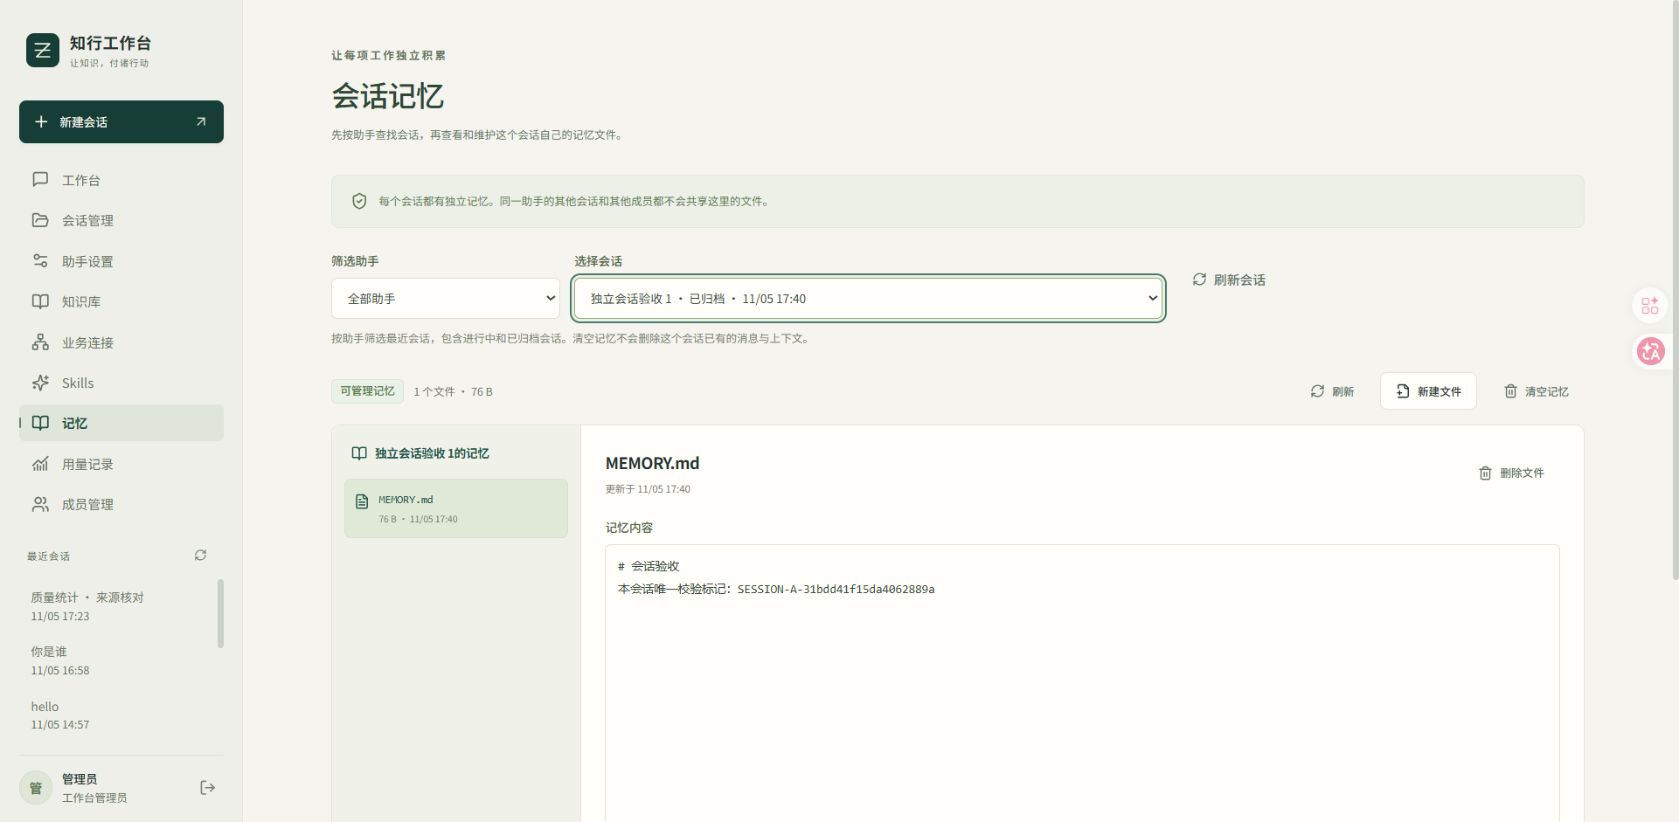 知行工作台
让知识，付诸行动
新建会话
工作台
会话管理
助手设置
知识库
业务连接
Skills
记忆
用量记录
成员管理
最近会话
质量统计 · 来源核对
11/05 17:23
你是谁
11/05 16:58
hello
11/05 14:57
管
管理员
工作台管理员
让每项工作独立积累
会话记忆
先按助手查找会话，再查看和维护这个会话自己的记忆文件。
每个会话都有独立记忆。同一助手的其他会话和其他成员都不会共享这里的文件。
筛选助手
选择会话
全部助手
独立会话验收 1 · 已归档 · 11/05 17:40
刷新会话
按助手筛选最近会话，包含进行中和已归档会话。清空记忆不会删除这个会话已有的消息与上下文。
可管理记忆
1 个文件 · 76 B
刷新
新建文件
清空记忆
独立会话验收 1的记忆
MEMORY.md
76 B · 11/05 17:40
MEMORY.md
更新于 11/05 17:40
删除文件
记忆内容
# 会话验收
本会话唯一校验标记：SESSION-A-31bdd41f15da4062889a